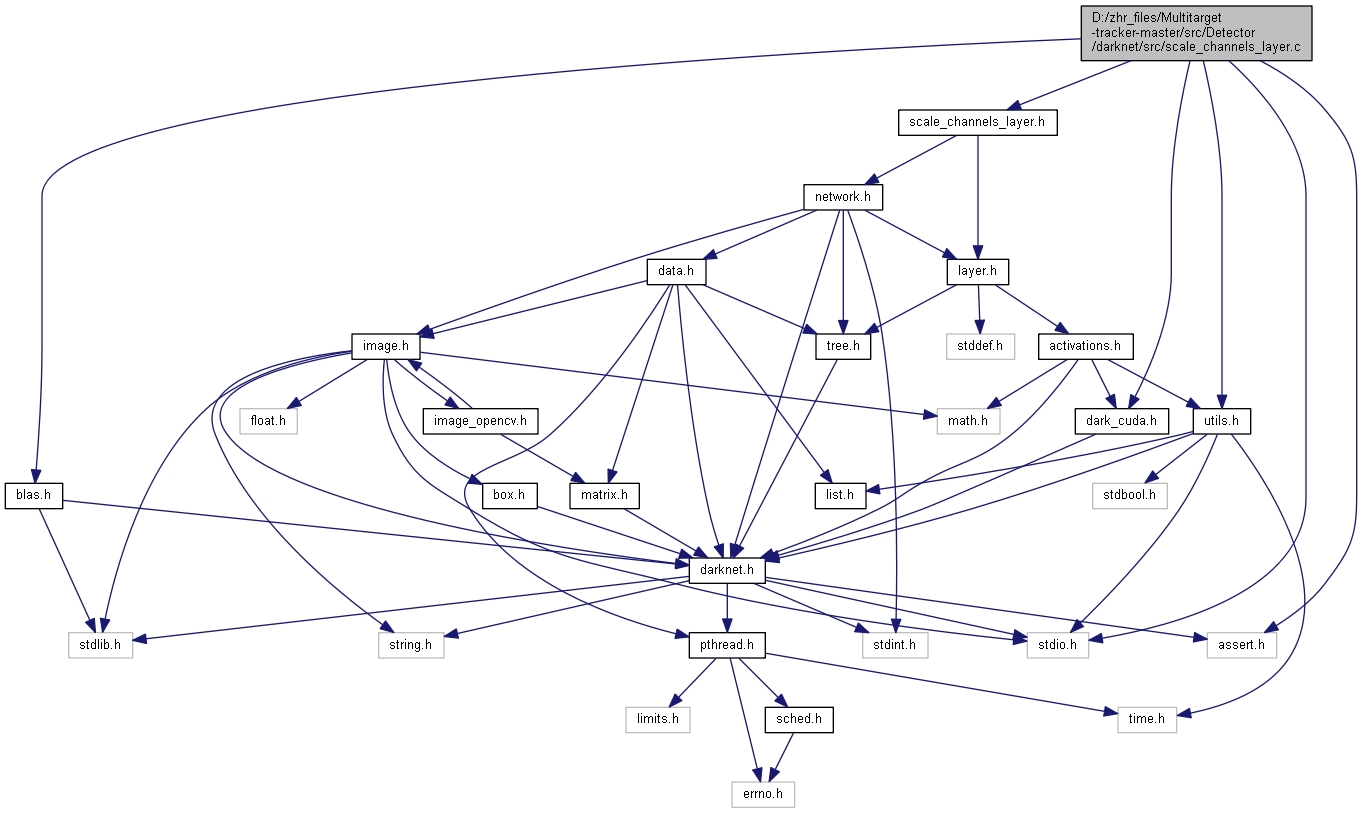 D:/zhr_files/Multitarget
-tracker-master/src/Detector
/darknet/src/scale_channels_layer.c
scale_channels_layer.h
network.h
data.h
layer.h
image.h
tree.h
stddef.h
activations.h
float.h
image_opencv.h
math.h
dark_cuda.h
utils.h
blas.h
box.h
matrix.h
list.h
stdbool.h
darknet.h
stdlib.h
string.h
pthread.h
stdint.h
stdio.h
assert.h
limits.h
sched.h
time.h
errno.h